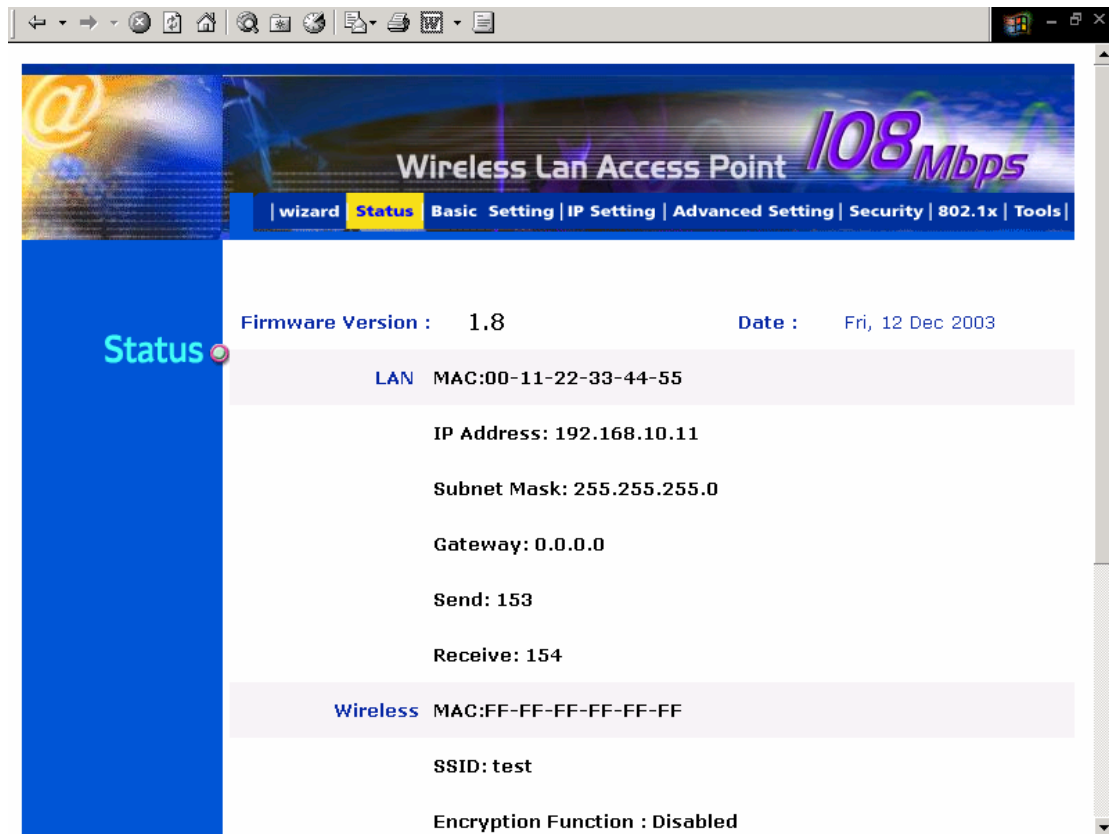 @
Wireless Lan Access Point 108Mbps
|wizard Status Basic Setting|IP Setting|Advanced Setting|Security|802.1x|Tools|
Firmware Version : 1.8 Date : Fri, 12 Dec 2003
Status
LAN MAC:00-11-22-33-44-55
IP Address: 192.168.10.11
Subnet Mask: 255.255.255.0
Gateway: 0.0.0.0
Send: 153
Receive: 154
Wireless MAC:FF-FF-FF-FF-FF-FF
SSID: test
Encryption Function : Disabled